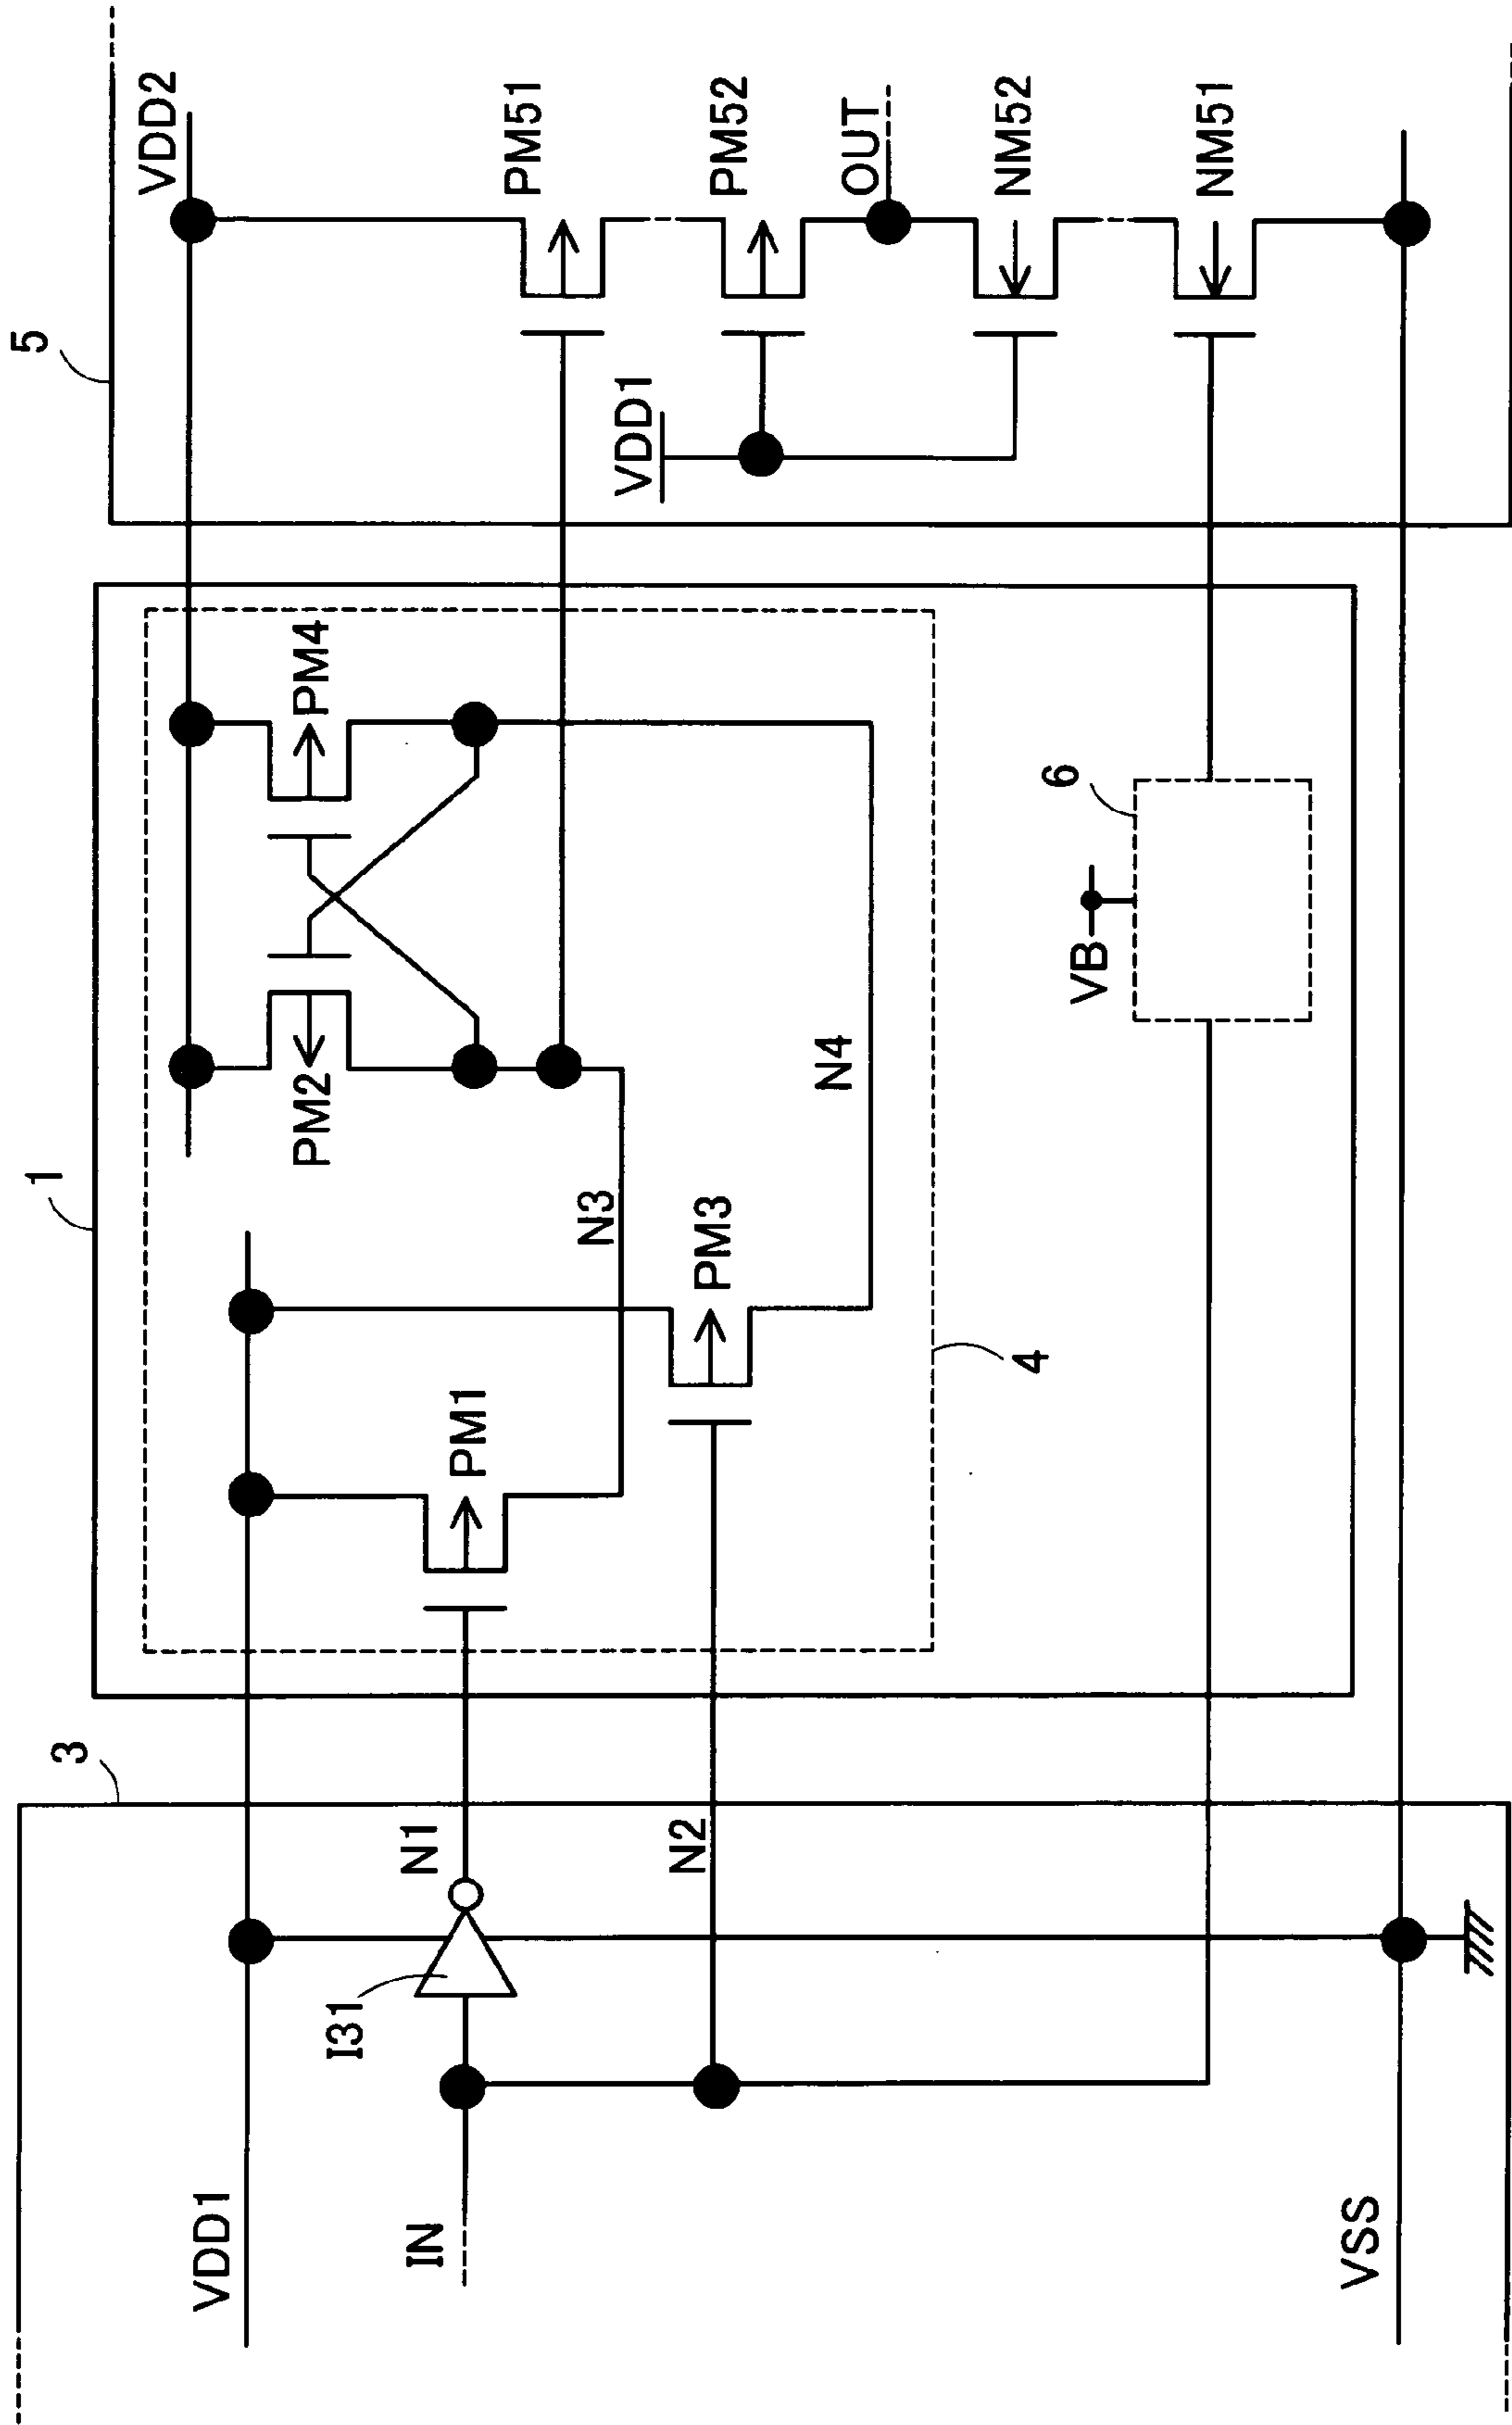 3
VDD1
IN
I31
N1
N2
VSS
1
PM1
PM3
N3
PM2
PM4
N4
4
VB
6
5
VDD2
PM51
VDD1
PM52
OUT
NM52
NM51